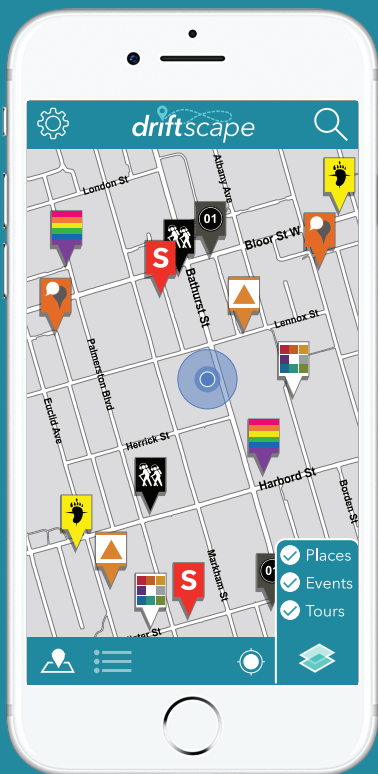 driftscape
London St
Albany Ave
01
Bloor St W
S
Bathurst St
Lennox St
Palmerston Blvd
Euclid Ave
Herrick St
Harbord St
Borden St
Markham St
S
01
Places
Events
Tours